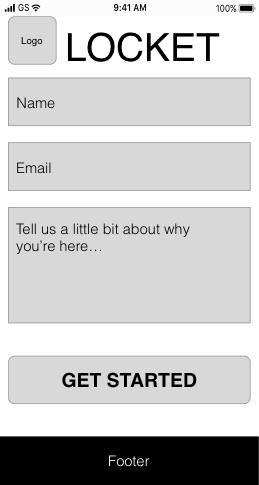 GS 9:41 AM 100%
Logo
LOCKET
Name
Email
Tell us a little bit about why
you're here...
GET STARTED
Footer